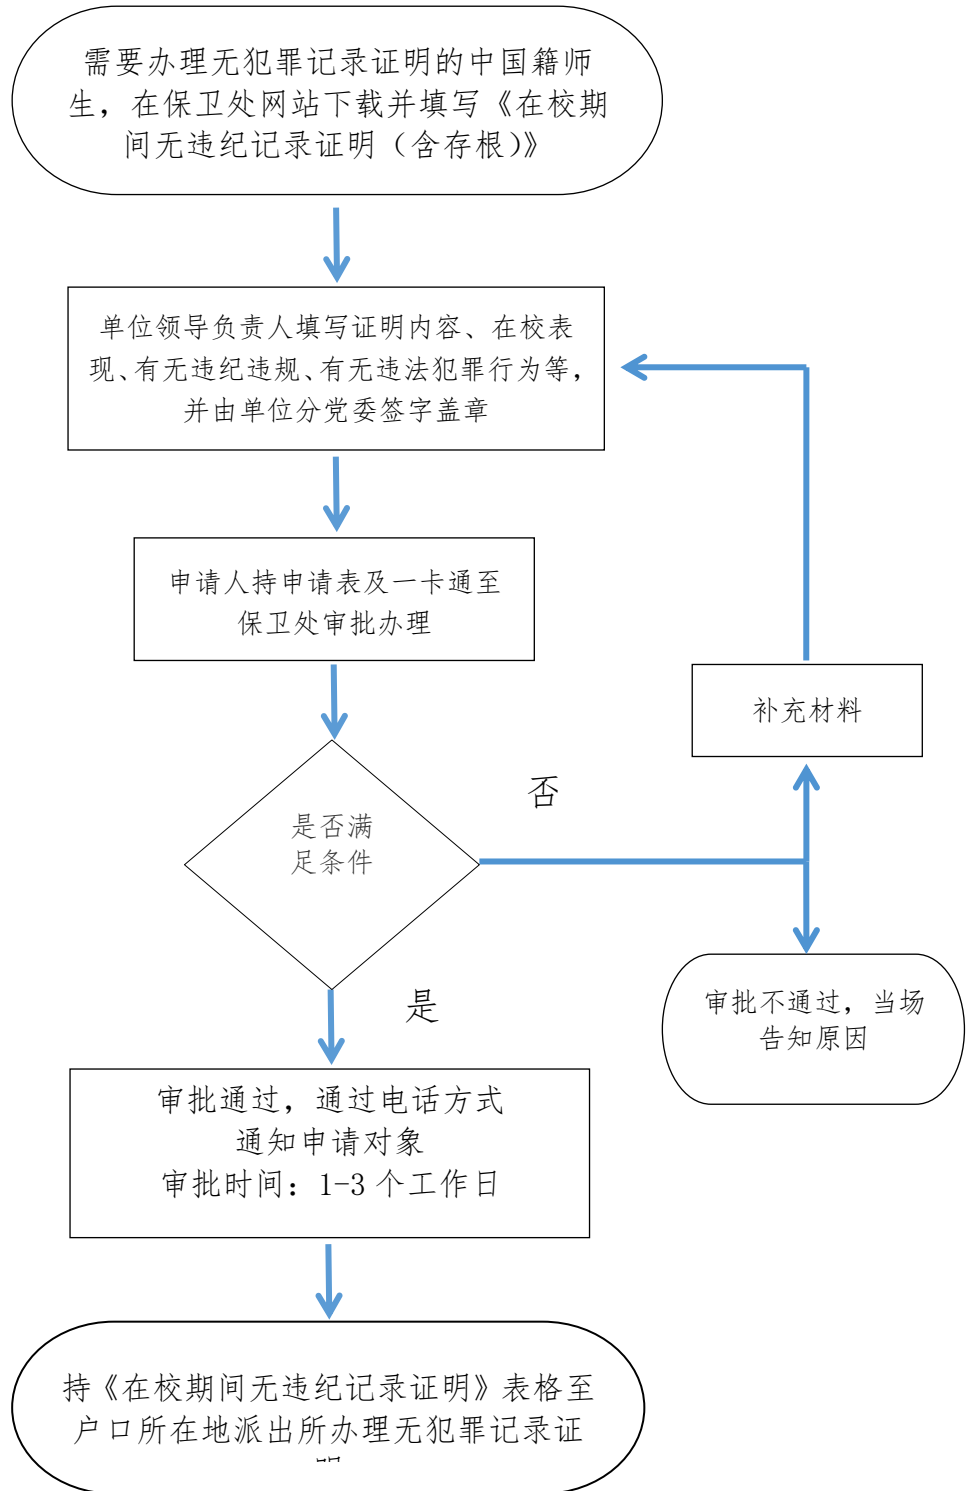 需要办理无犯罪记录证明的中国籍师
生，在保卫处网站下载并填写《在校期
间无违纪记录证明（含存根）》
单位领导负责人填写证明内容、在校表
现、有无违纪违规、有无违法犯罪行为等，
并由单位分党委签字盖章
申请人持申请表及一卡通至
保卫处审批办理
补充材料
否
是否满
足条件
审批不通过，当场
告知原因
是
审批通过，通过电话方式
通知申请对象
审批时间：1-3 个工作日
持《在校期间无违纪记录证明》表格至
户口所在地派出所办理无犯罪记录证